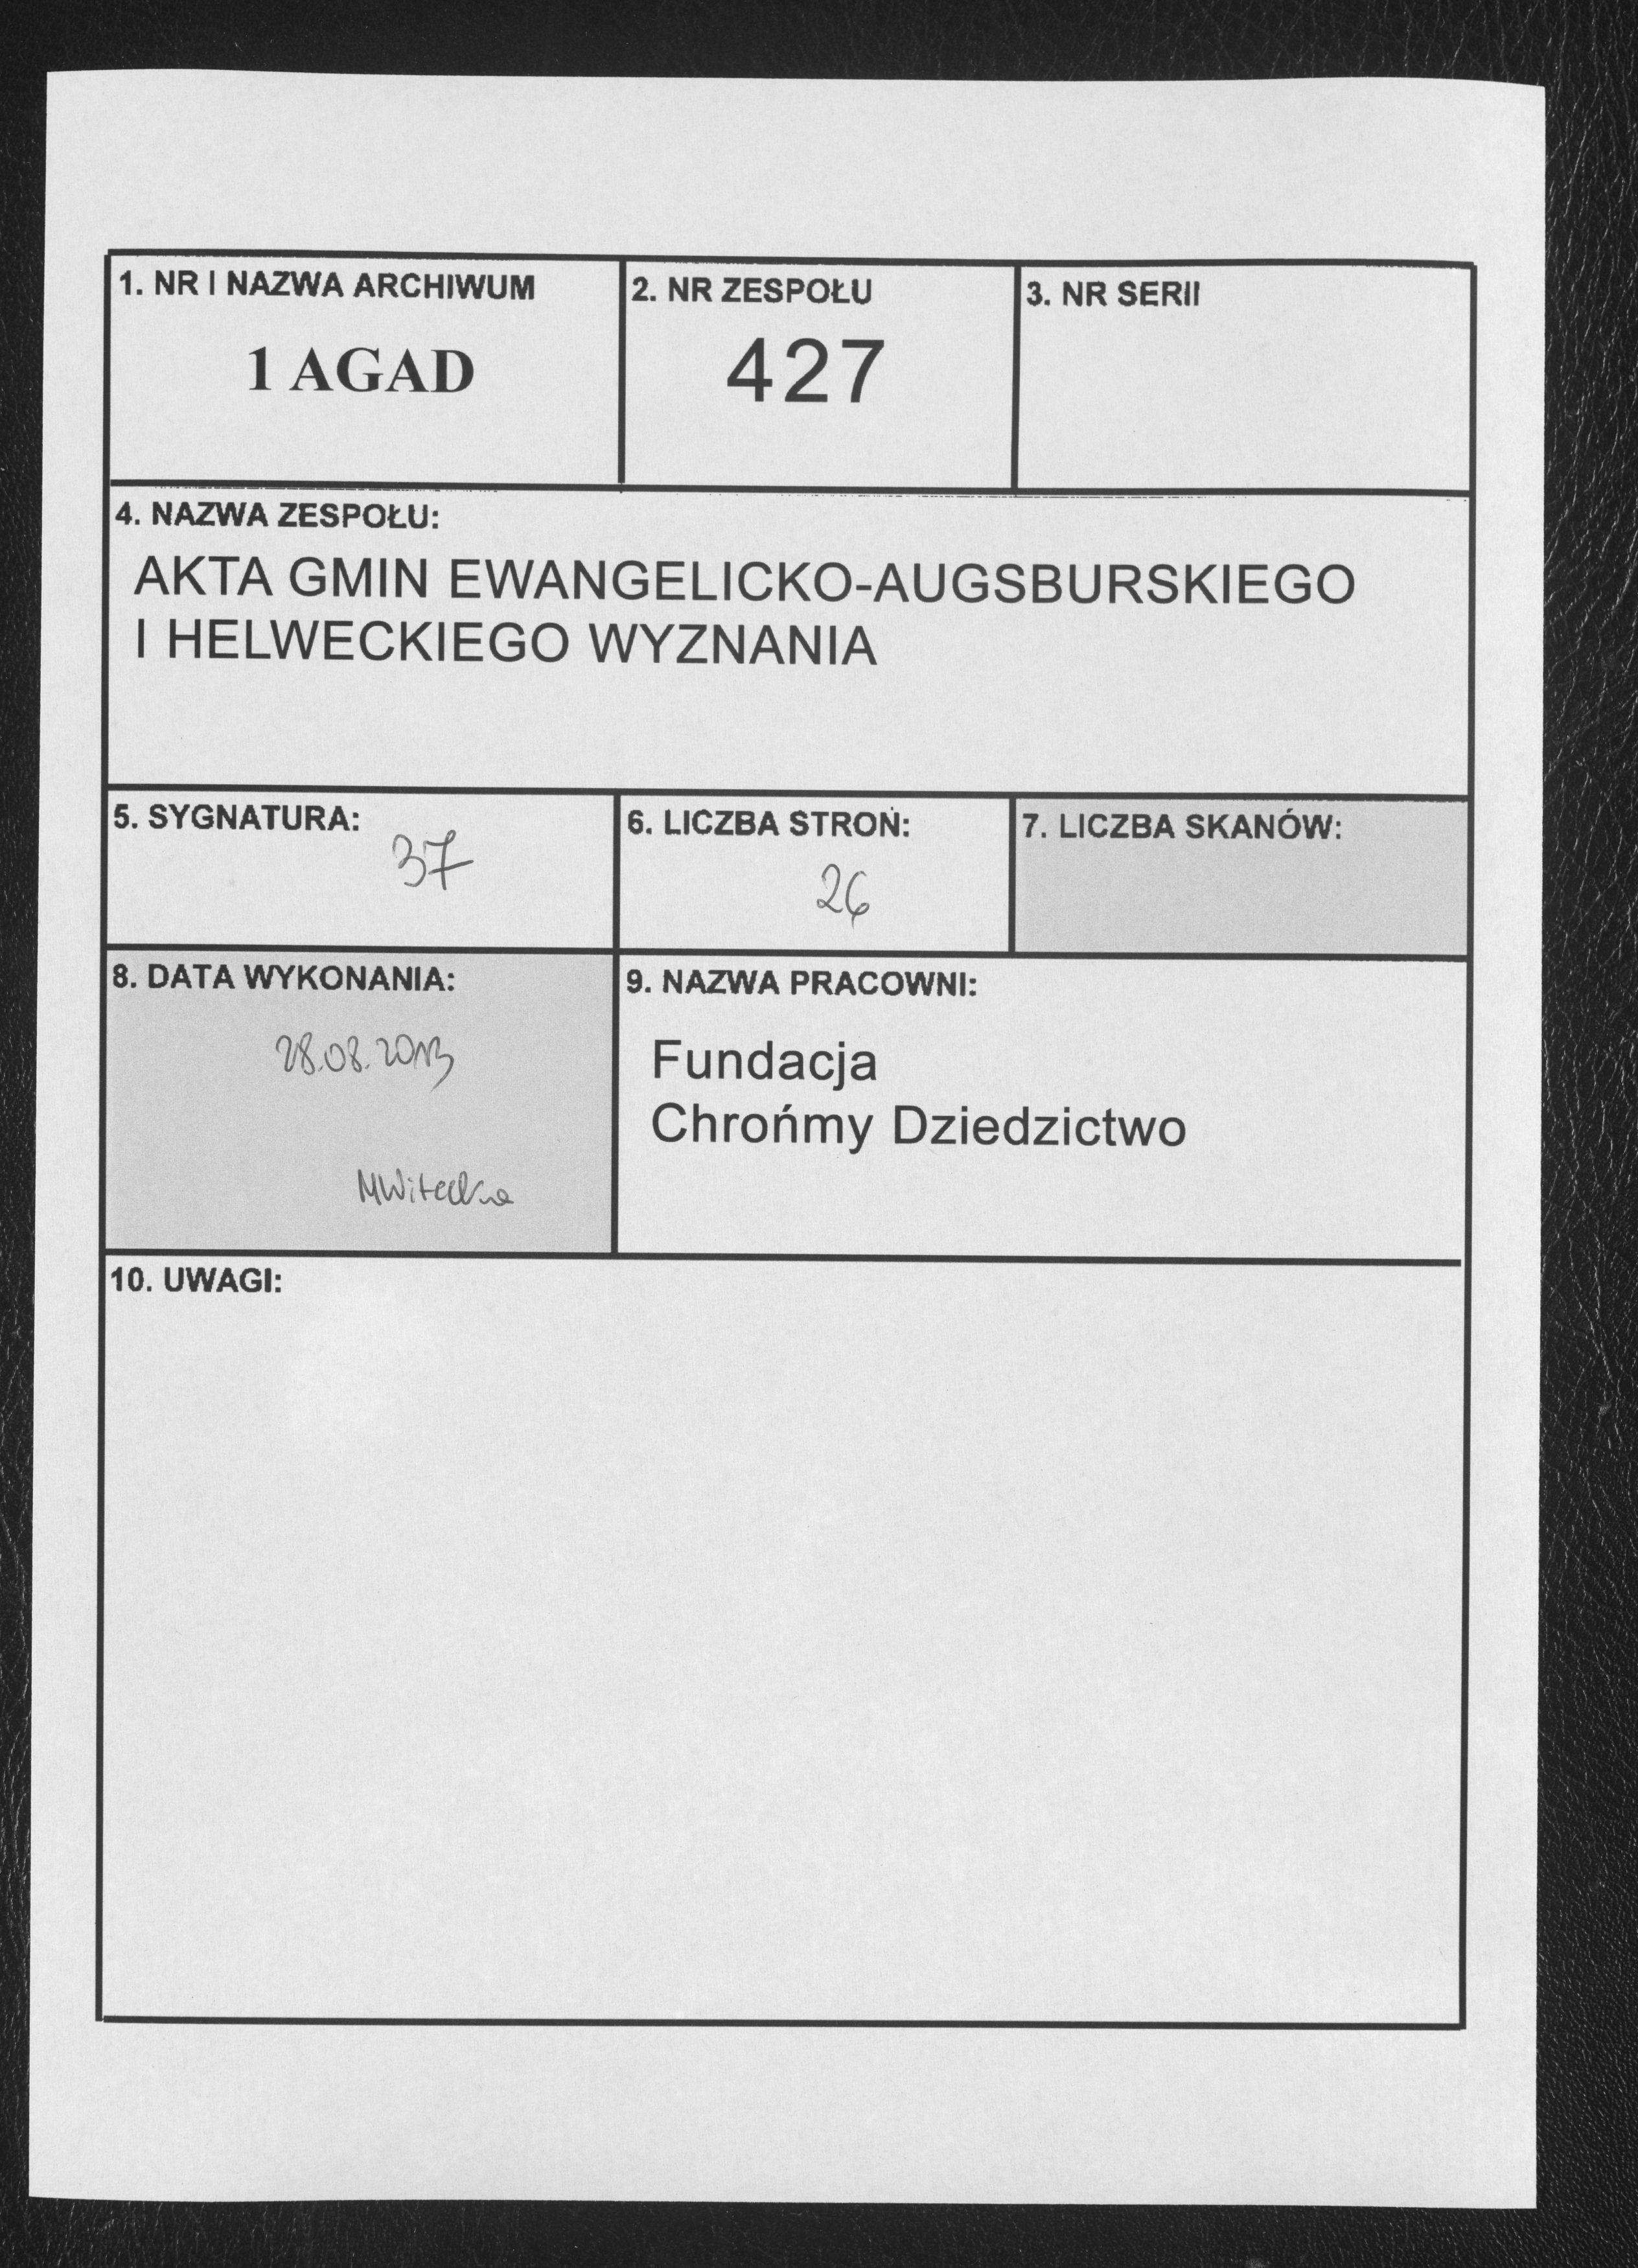 1. NR I NAZWA ARCHIWUM
1 AGAD
2. NR ZESPOŁU
427
3. NR SERII
4. NAZWA ZESPOŁU:
AKTA GMIN EWANGELICKO-AUGSBURSKIEGO
I HELWECKIEGO WYZNANIA
5. SYGNATURA:
37
6. LICZBA STRON:
26
7. LICZBA SKANÓW:
8. DATA WYKONANIA:
28.08.2013
MWitecka
9. NAZWA PRACOWNI:
Fundacja
Chrońmy Dziedzictwo
10. UWAGI: